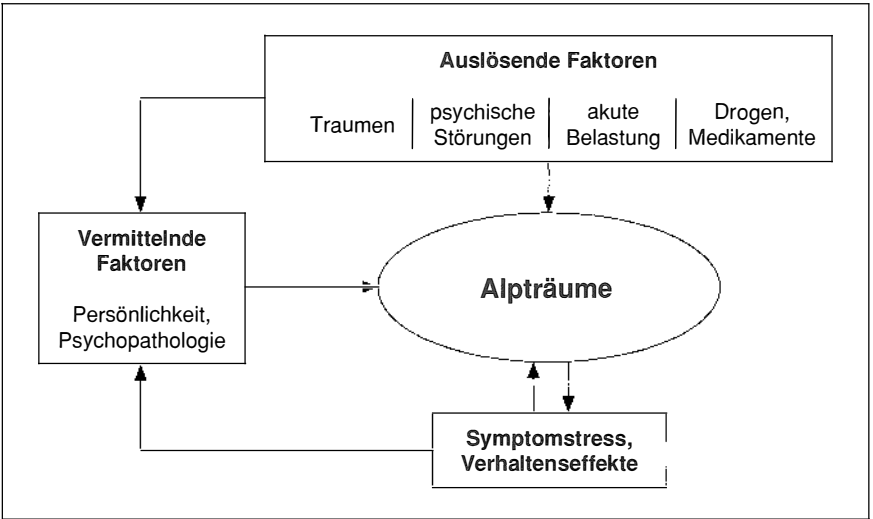 Auslösende Faktoren
Traumen
psychische
Störungen
akute
Belastung
Drogen,
Medikamente
Vermittelnde
Faktoren
Persönlichkeit,
Psychopathologie
Alpträume
Symptomstress,
Verhaltenseffekte